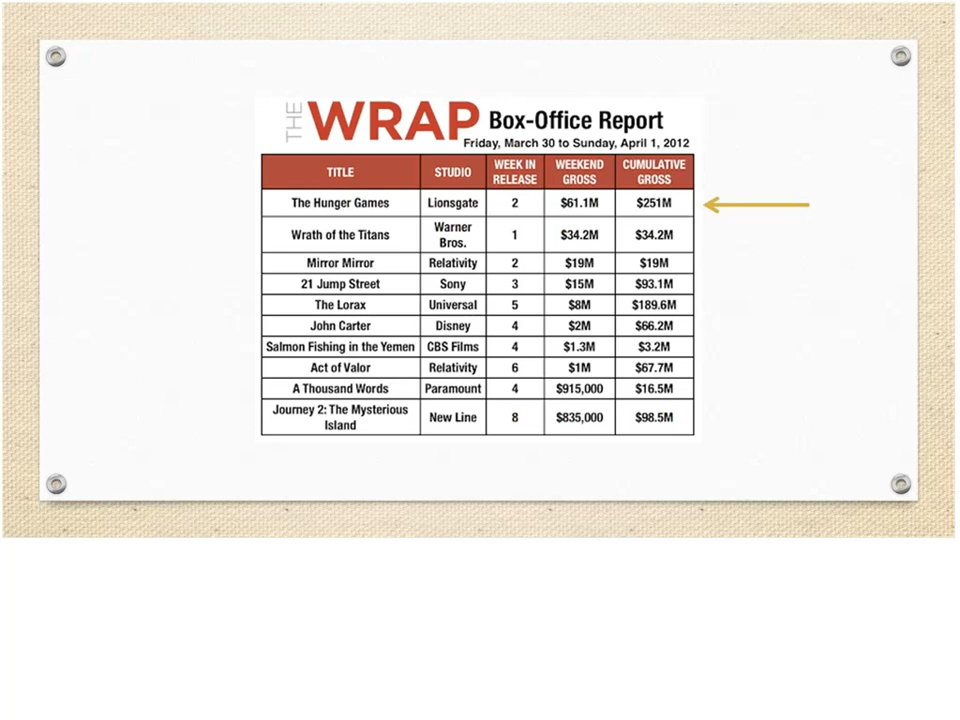 THE WRAP Box-Office Report
Friday, March 30 to Sunday, April 1, 2012
TITLE STUDIO WEEK IN RELEASE WEEKEND GROSS CUMULATIVE GROSS
The Hunger Games Lionsgate 2 $61.1M $251M
Wrath of the Titans Warner Bros. 1 $34.2M $34.2M
Mirror Mirror Relativity 2 $19M $19M
21 Jump Street Sony 3 $15M $93.1M
The Lorax Universal 5 $8M $189.6M
John Carter Disney 4 $2M $66.2M
Salmon Fishing in the Yemen CBS Films 4 $1.3M $3.2M
Act of Valor Relativity 6 $1M $67.7M
A Thousand Words Paramount 4 $915,000 $16.5M
Journey 2: The Mysterious Island New Line 8 $835,000 $98.5M